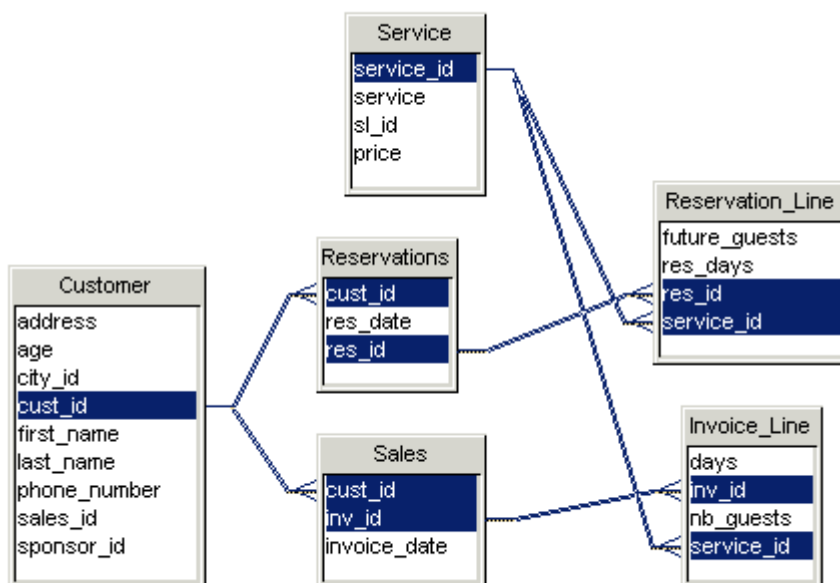 Service
service_id
service
sl_id
price
Reservation_Line
future_guests
res_days
res_id
service_id
Reservations
cust_id
res_date
res_id
Customer
address
age
city_id
cust_id
first_name
last_name
phone_number
sales_id
sponsor_id
Sales
cust_id
inv_id
invoice_date
Invoice_Line
days
inv_id
nb_guests
service_id